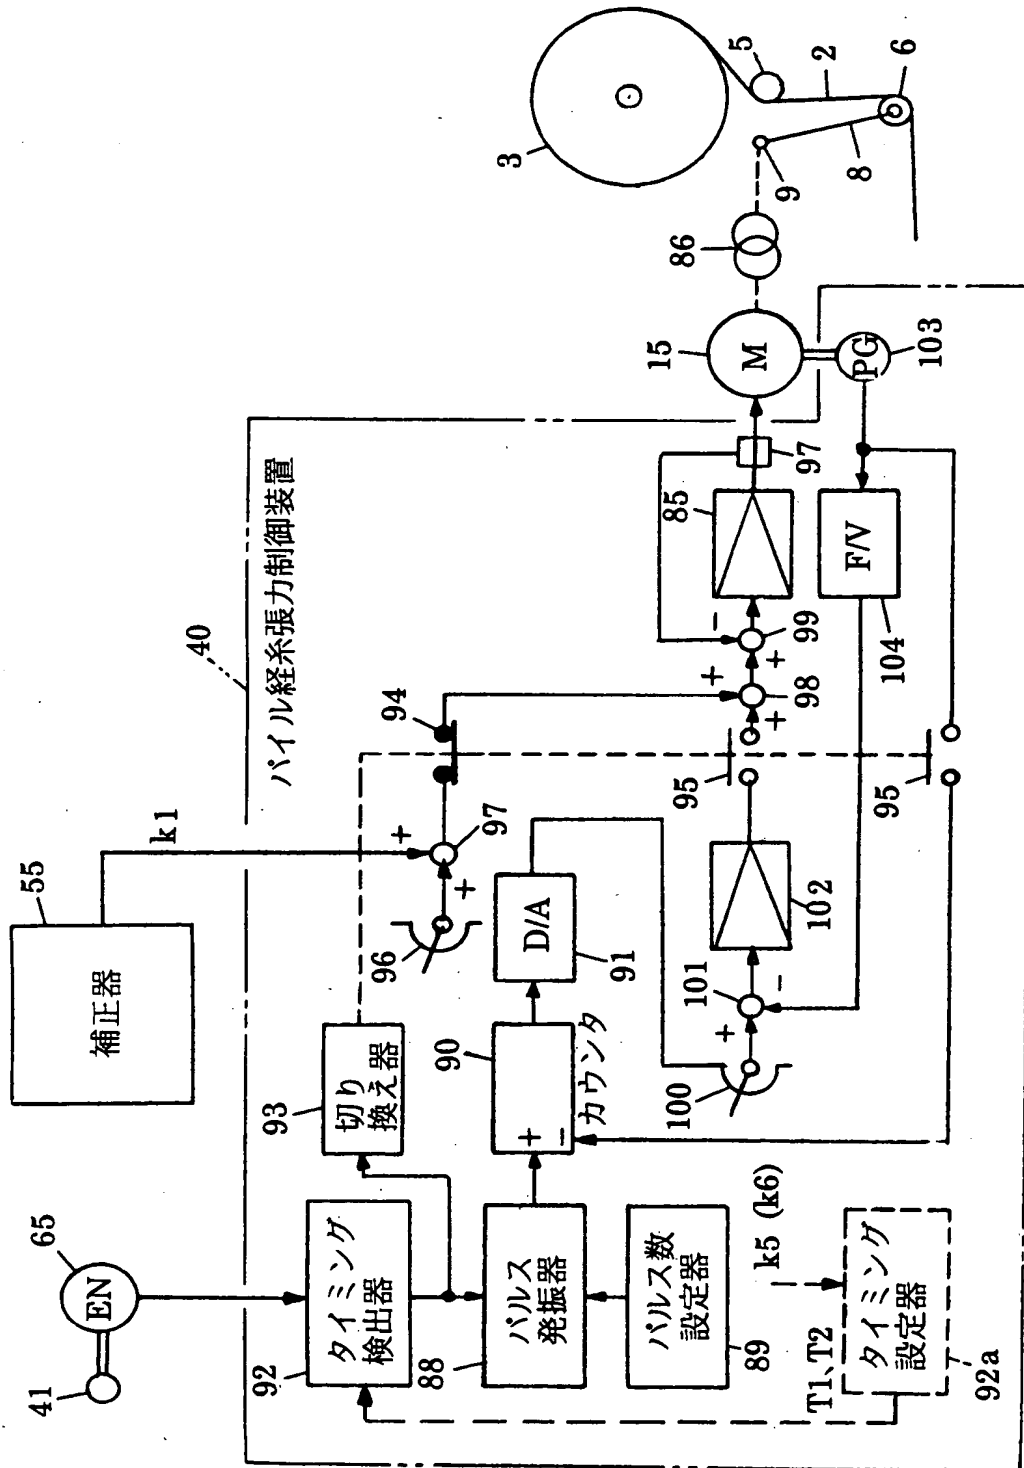 41
65
EN
92
タイミング
検出器
88
パルス
発振器
89
パルス数
設定器
T1、T2
k5 (k6)
タイミング
設定器
92a
補正器
55
k1
40
パイル経糸張力制御装置
93
切り
換え器
96
+
+
97
94
90
+
−
カウンタ
D/A
91
100
+
101
−
102
95
95
+
+
98
−
99
85
97
F/V
104
PG
103
15
M
86
9
8
3
5
2
6